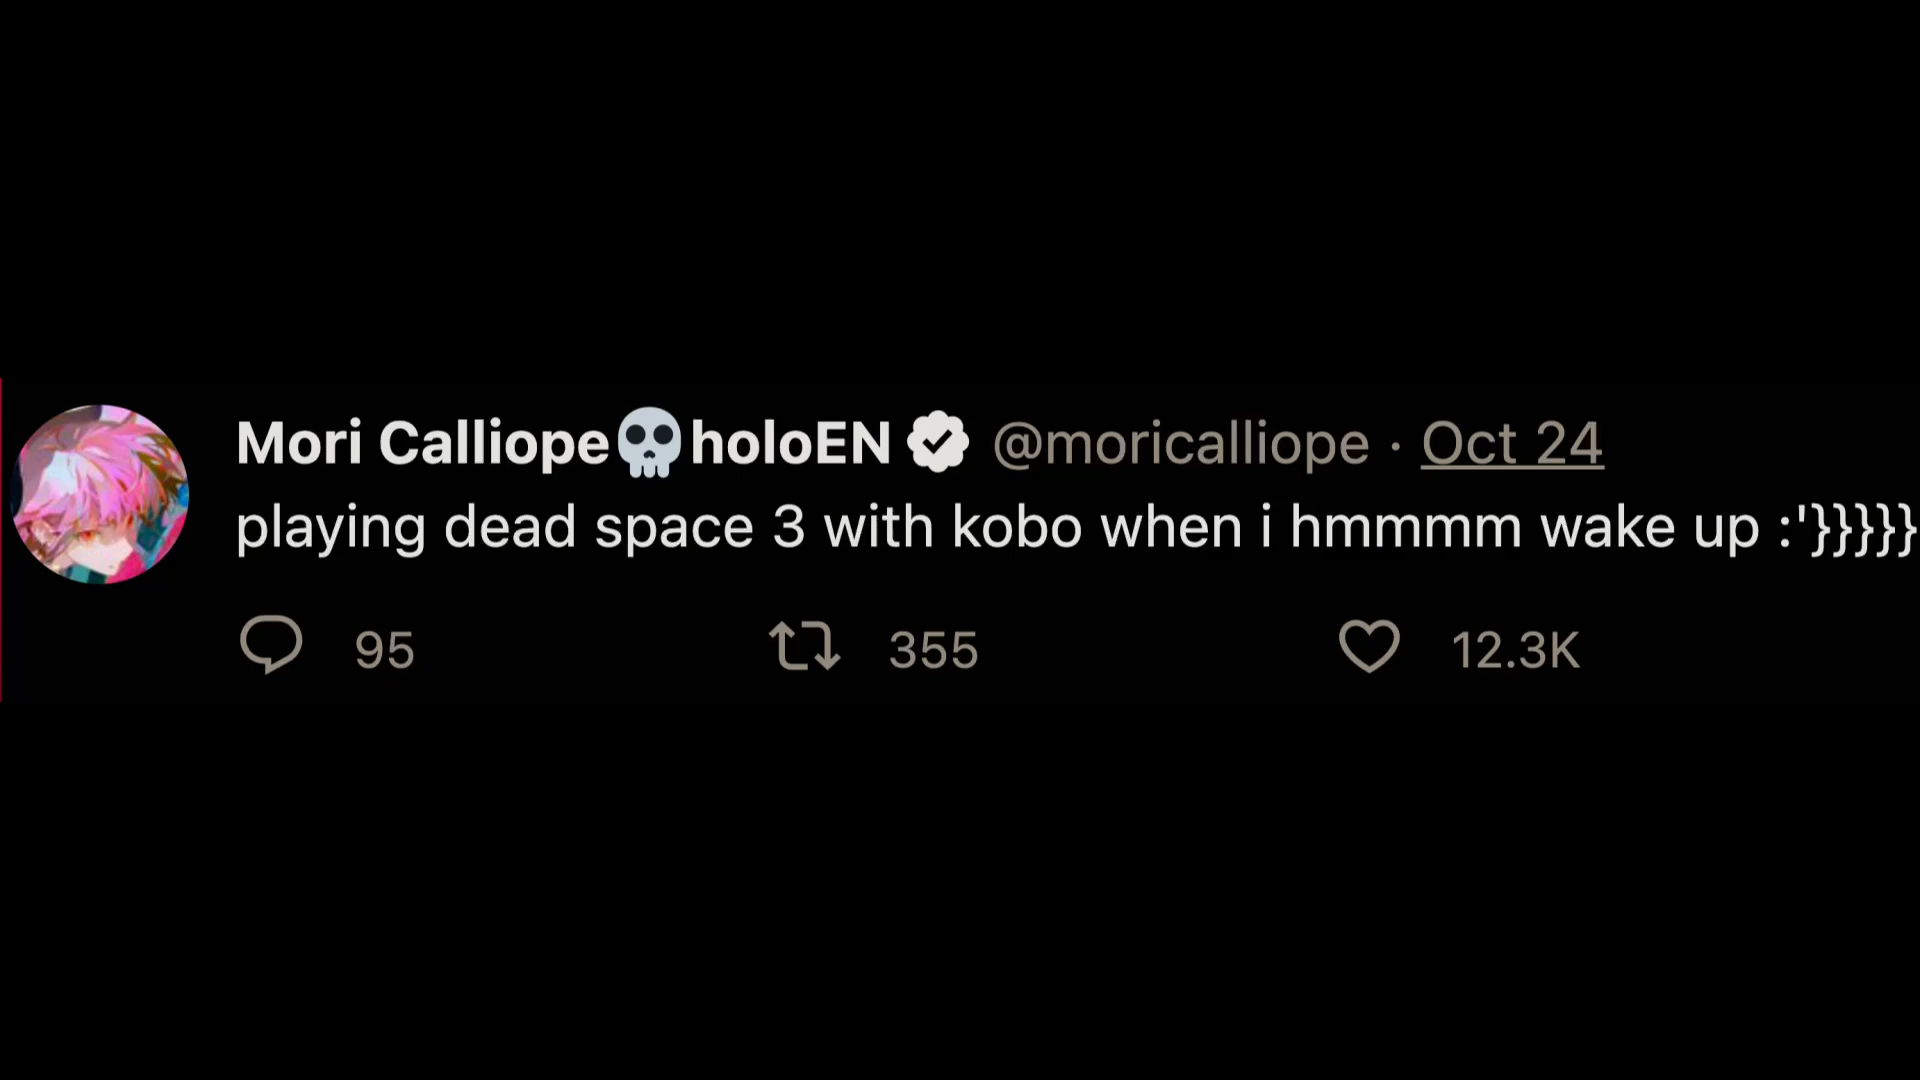 Mori Calliope💀holoEN @moricalliope · Oct 24
playing dead space 3 with kobo when i hmmmm wake up :'}}}}}
95 355 12.3K